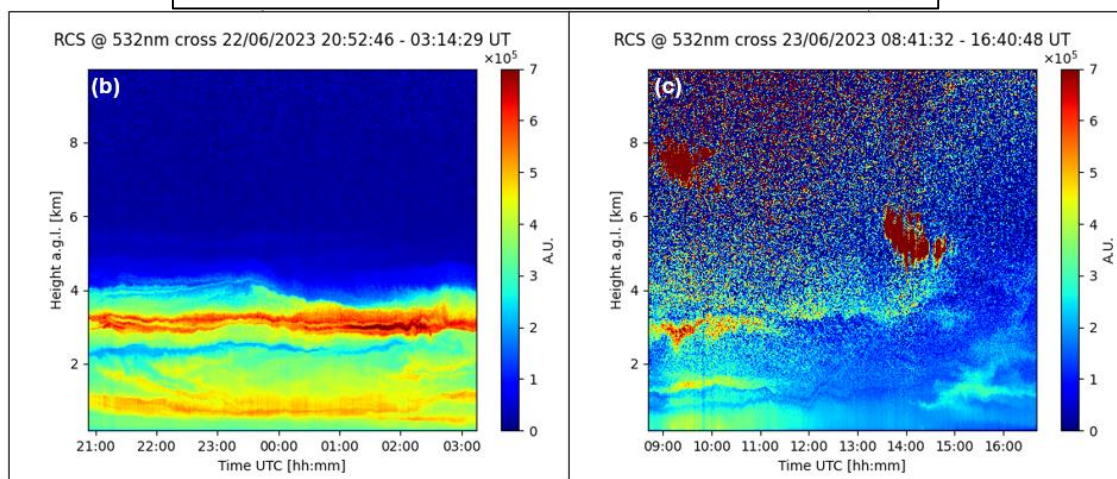 RCS @ 532nm cross 22/06/2023 20:52:46 - 03:14:29 UT
×10⁵
(b)
7
6
5
4
3
2
1
0
A.U.
8
6
4
2
Height a.g.l. [km]
21:00 22:00 23:00 00:00 01:00 02:00 03:00
Time UTC [hh:mm]
RCS @ 532nm cross 23/06/2023 08:41:32 - 16:40:48 UT
×10⁵
(c)
7
6
5
4
3
2
1
0
A.U.
8
6
4
2
Height a.g.l. [km]
09:00 10:00 11:00 12:00 13:00 14:00 15:00 16:00
Time UTC [hh:mm]